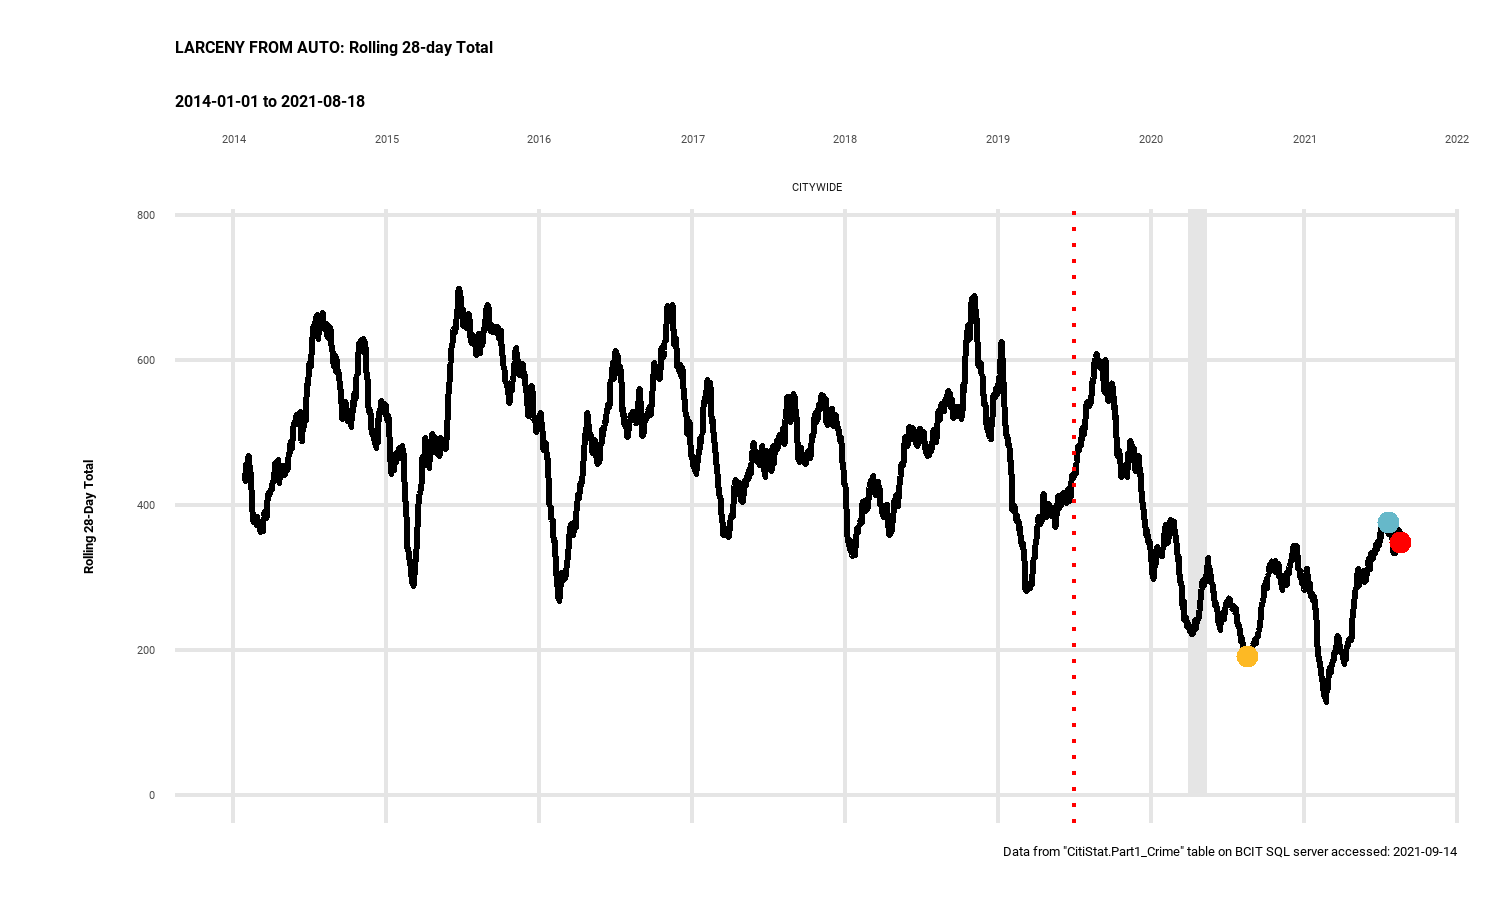 LARCENY FROM AUTO: Rolling 28-day Total
2014-01-01 to 2021-08-18
2014 2015 2016 2017 2018 2019 2020 2021 2022
CITYWIDE
800
600
400
200
0
Rolling 28-Day Total
Data from "CitiStat.Part1_Crime" table on BCIT SQL server accessed: 2021-09-14